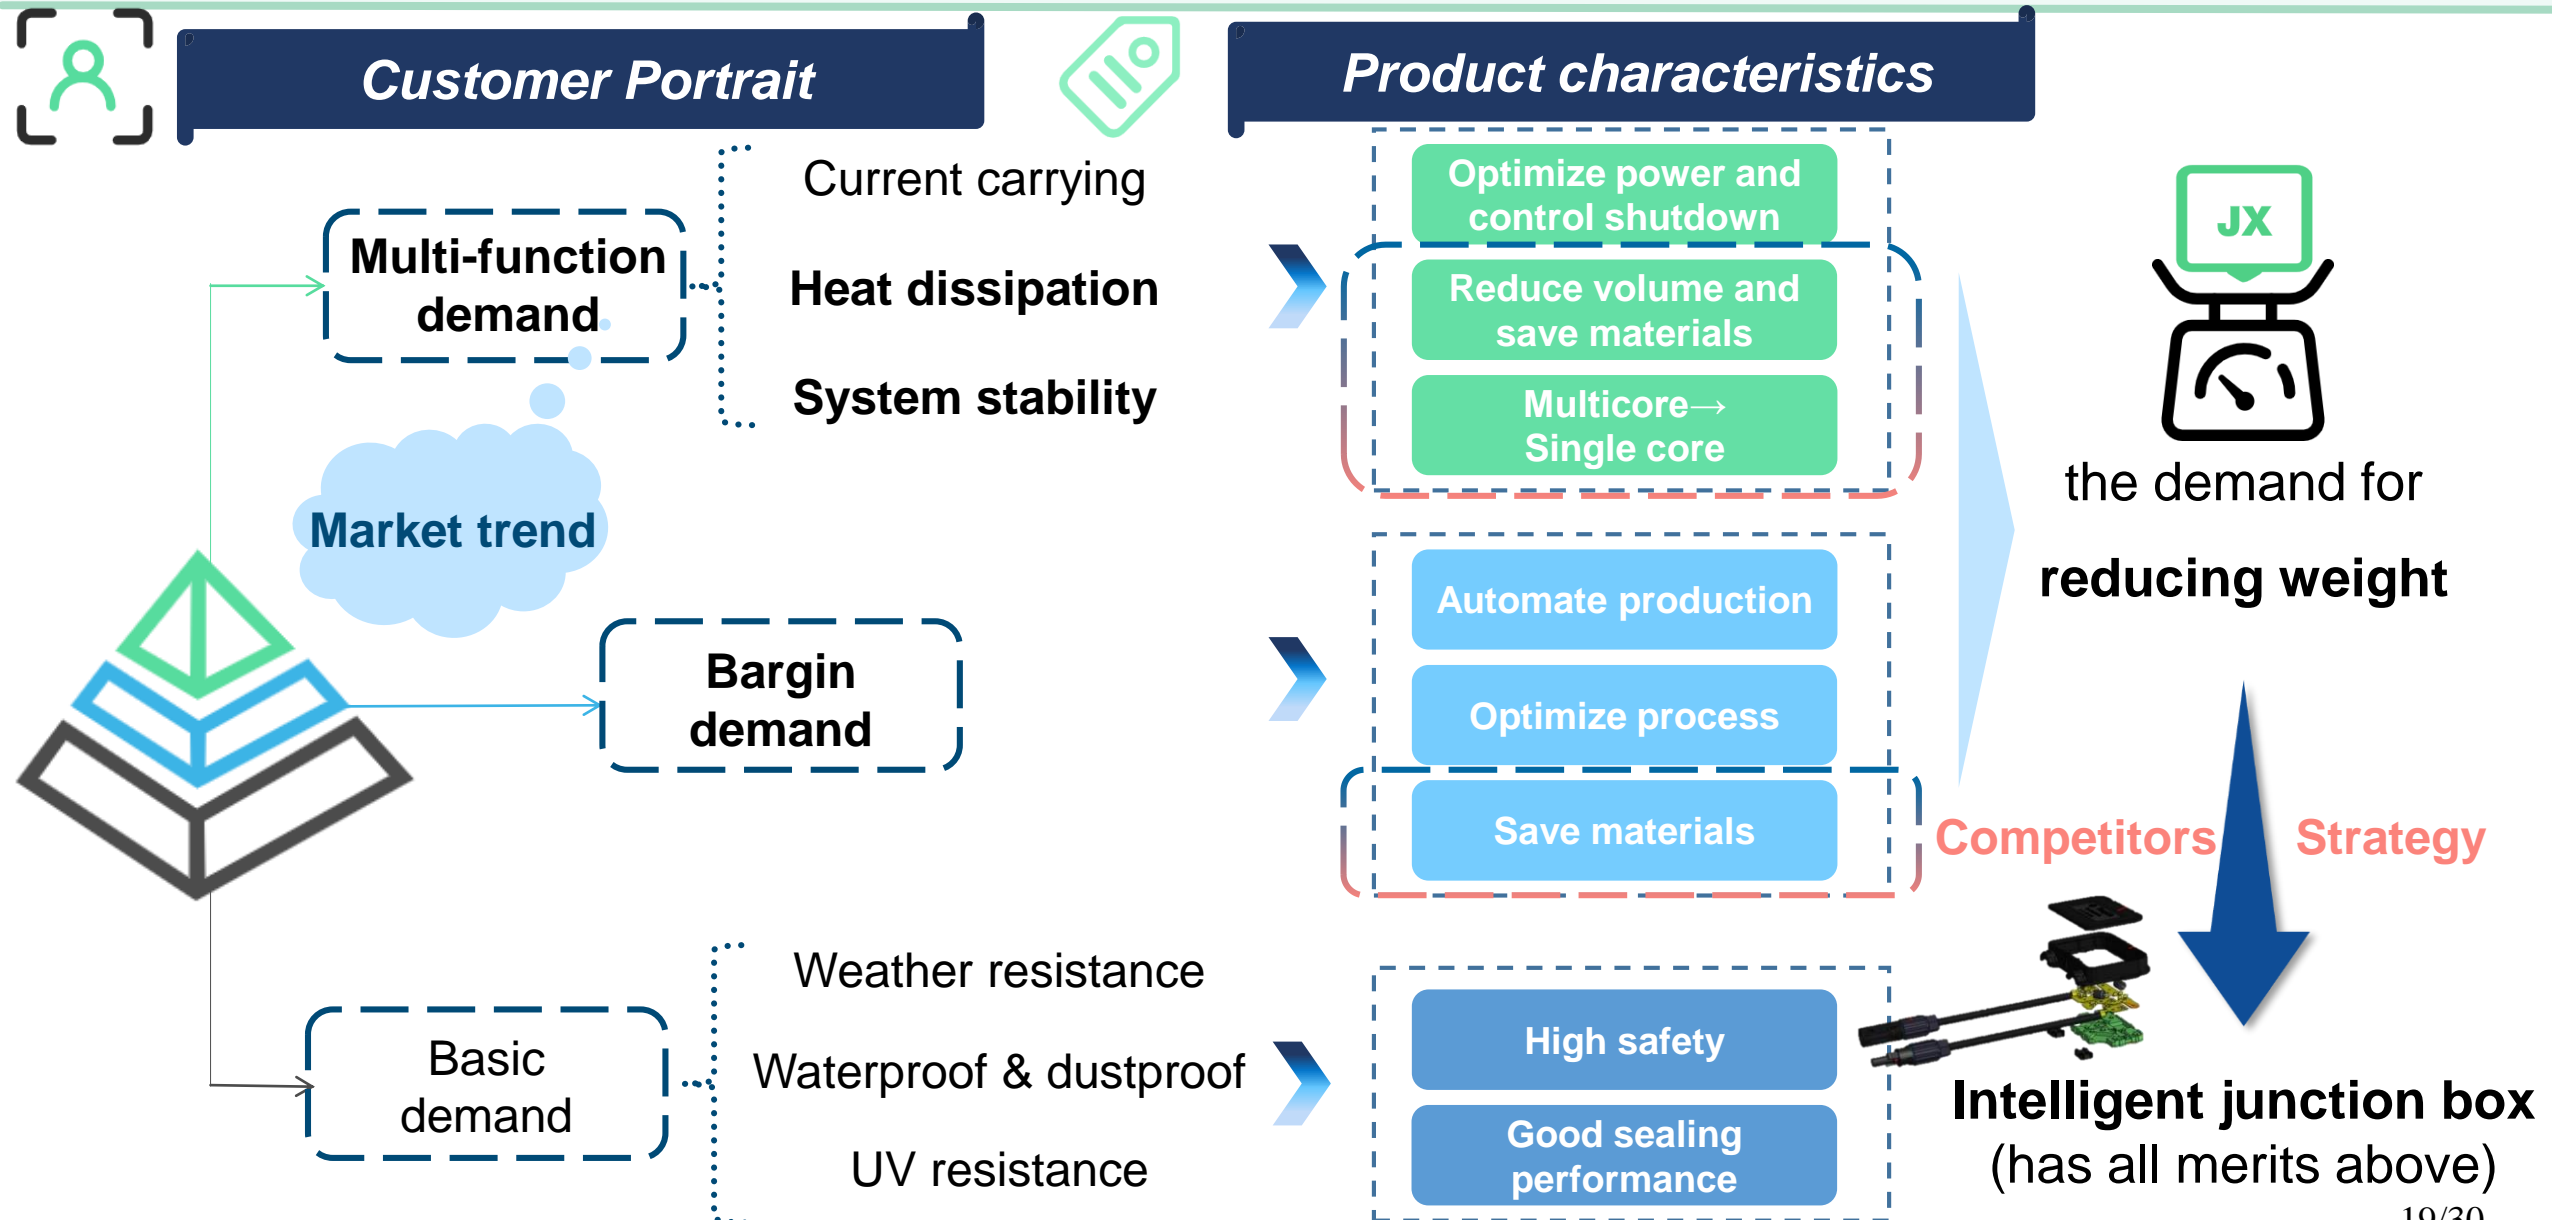 Customer Portrait
Product characteristics
Multi-function
demand
Current carrying
Heat dissipation
System stability
Market trend
Bargin
demand
Basic
demand
Weather resistance
Waterproof & dustproof
UV resistance
Optimize power and
control shutdown
Reduce volume and
save materials
Multicore→
Single core
Automate production
Optimize process
Save materials
High safety
Good sealing
performance
JX
the demand for
reducing weight
Competitors
Strategy
Intelligent junction box
(has all merits above)
19/30